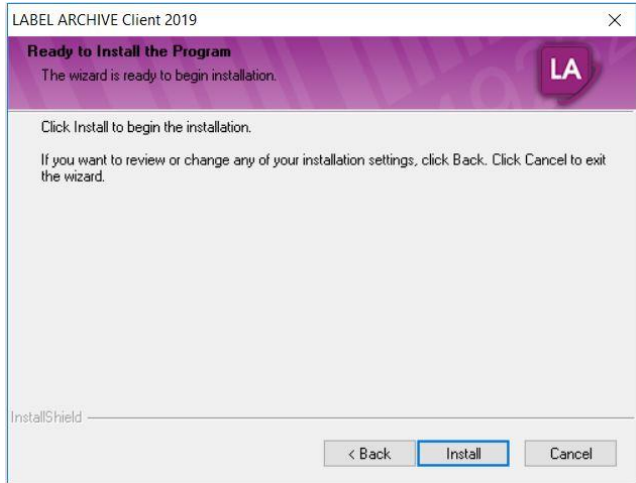 LABEL ARCHIVE Client 2019
Ready to Install the Program
The wizard is ready to begin installation.
LA
Click Install to begin the installation.
If you want to review or change any of your installation settings, click Back. Click Cancel to exit
the wizard.
InstallShield
< Back
Install
Cancel